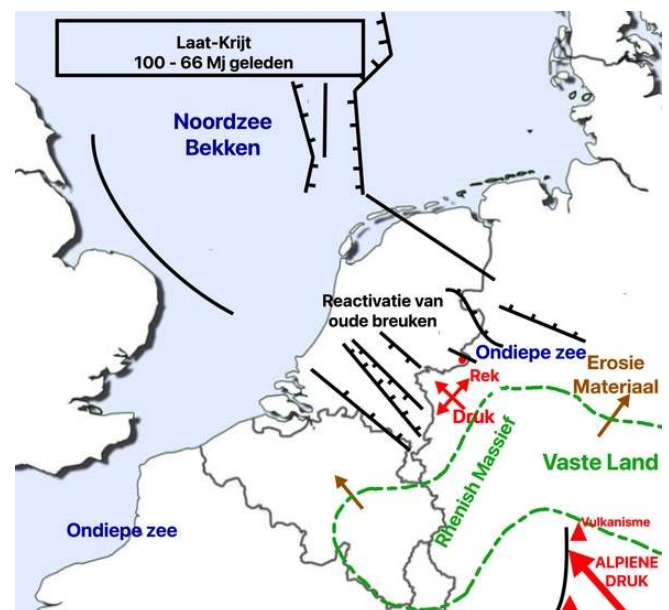 Laat-Krijt
100 - 66 Mj geleden
Noordzee
Bekken
Reactivatie van
oude breuken
Ondiepe zee
Erosie
Materiaal
Rek
Druk
Rhenish Massief
Vaste Land
Ondiepe zee
Vulkanisme
ALPIENE
DRUK